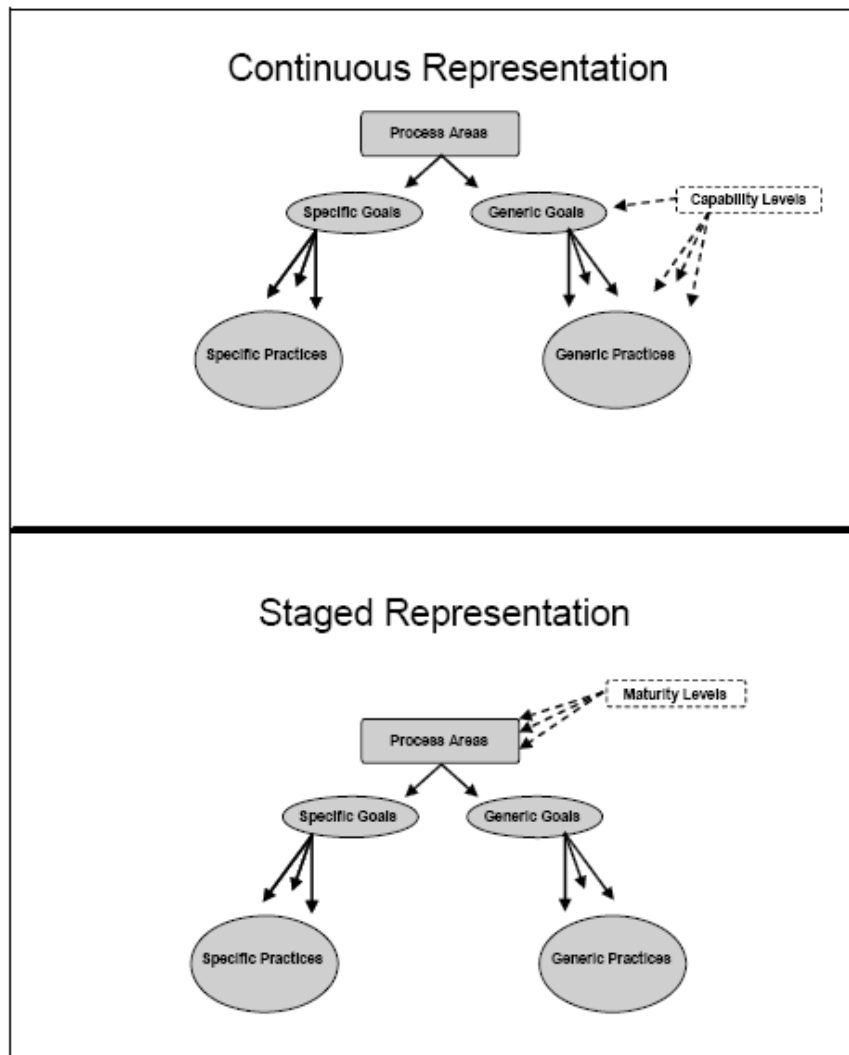 Continuous Representation
Process Areas
Specific Goals
Generic Goals
Capability Levels
Specific Practices
Generic Practices
Staged Representation
Maturity Levels
Process Areas
Specific Goals
Generic Goals
Specific Practices
Generic Practices